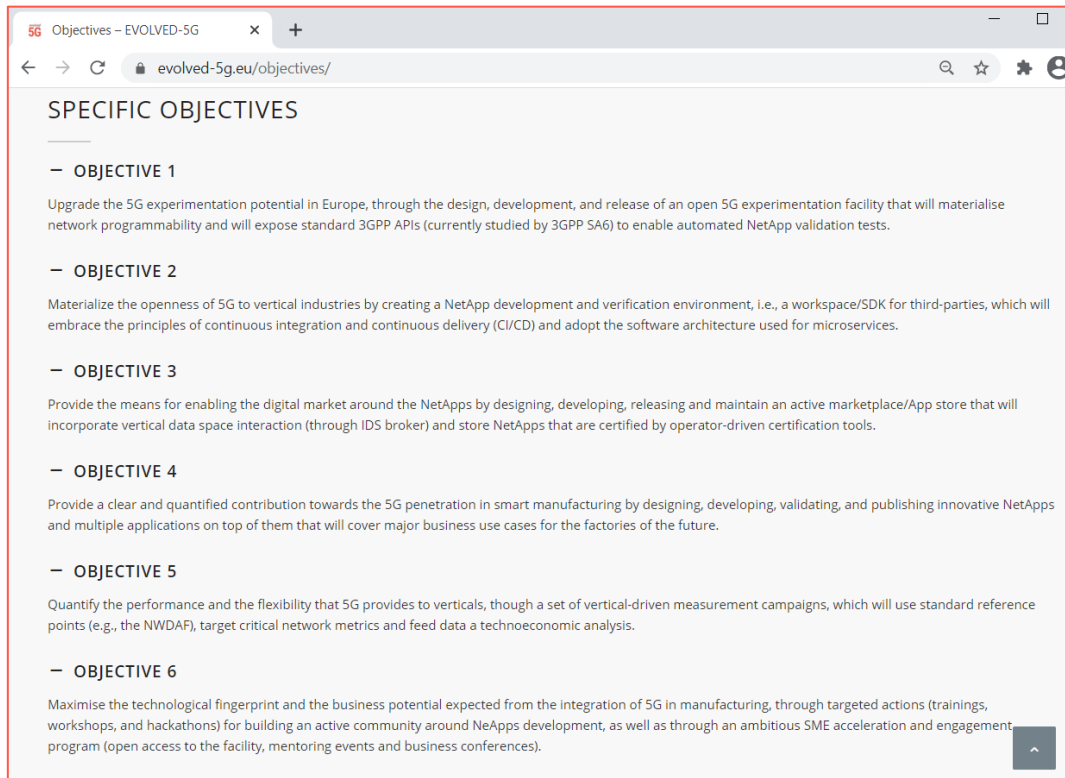 5G Objectives – EVOLVED-5G
evolved-5g.eu/objectives/
SPECIFIC OBJECTIVES
OBJECTIVE 1
Upgrade the 5G experimentation potential in Europe, through the design, development, and release of an open 5G experimentation facility that will materialise
network programmability and will expose standard 3GPP APIs (currently studied by 3GPP SA6) to enable automated NetApp validation tests.
OBJECTIVE 2
Materialize the openness of 5G to vertical industries by creating a NetApp development and verification environment, i.e., a workspace/SDK for third-parties, which will
embrace the principles of continuous integration and continuous delivery (CI/CD) and adopt the software architecture used for microservices.
OBJECTIVE 3
Provide the means for enabling the digital market around the NetApps by designing, developing, releasing and maintain an active marketplace/App store that will
incorporate vertical data space interaction (through IDS broker) and store NetApps that are certified by operator-driven certification tools.
OBJECTIVE 4
Provide a clear and quantified contribution towards the 5G penetration in smart manufacturing by designing, developing, validating, and publishing innovative NetApps
and multiple applications on top of them that will cover major business use cases for the factories of the future.
OBJECTIVE 5
Quantify the performance and the flexibility that 5G provides to verticals, though a set of vertical-driven measurement campaigns, which will use standard reference
points (e.g., the NWDAF), target critical network metrics and feed data a technoeconomic analysis.
OBJECTIVE 6
Maximise the technological fingerprint and the business potential expected from the integration of 5G in manufacturing, through targeted actions (trainings,
workshops, and hackathons) for building an active community around NeApps development, as well as through an ambitious SME acceleration and engagement
program (open access to the facility, mentoring events and business conferences).